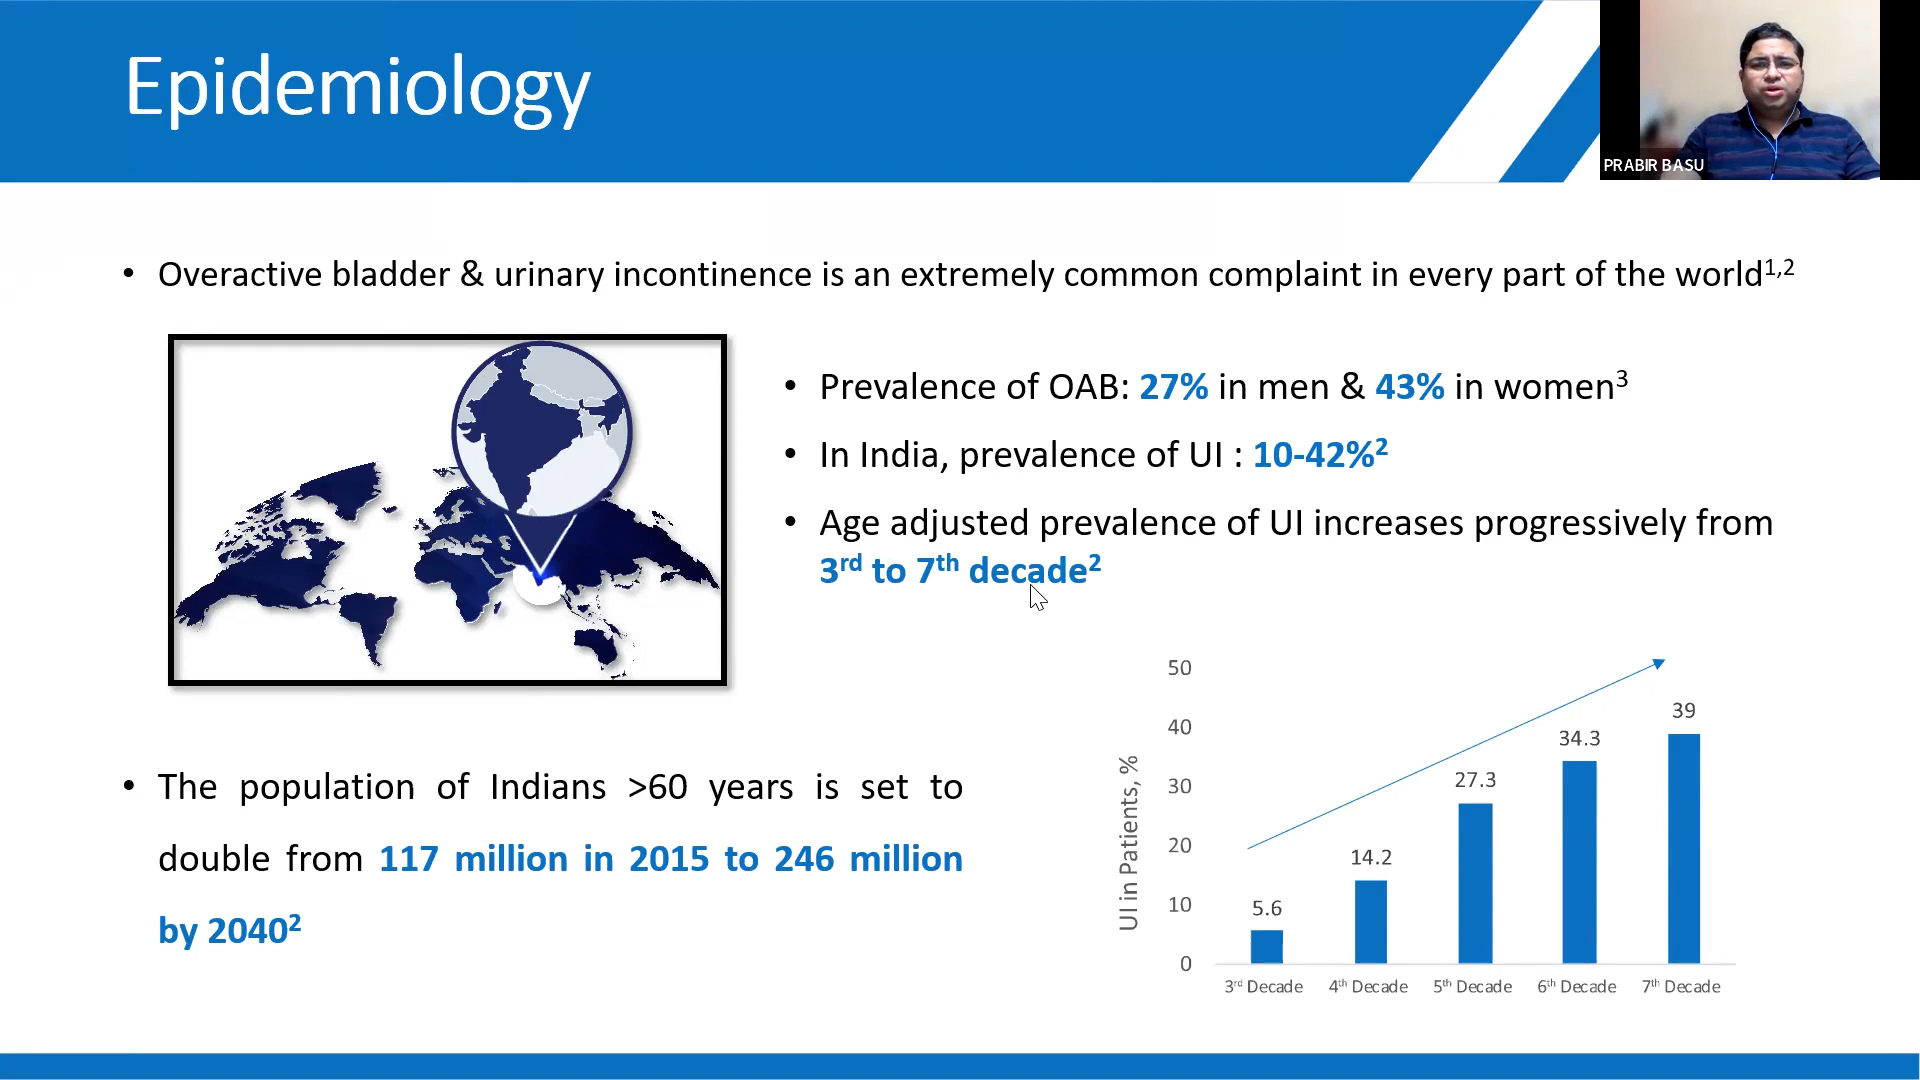 Epidemiology
PRABIR BASU
• Overactive bladder & urinary incontinence is an extremely common complaint in every part of the world1,2
• Prevalence of OAB: 27% in men & 43% in women3
• In India, prevalence of UI : 10-42%2
• Age adjusted prevalence of UI increases progressively from
3rd to 7th decade2
• The population of Indians >60 years is set to
double from 117 million in 2015 to 246 million
by 20402
UI in Patients, %
50
40
30
20
10
0
5.6
14.2
27.3
34.3
39
3rd Decade 4th Decade 5th Decade 6th Decade 7th Decade